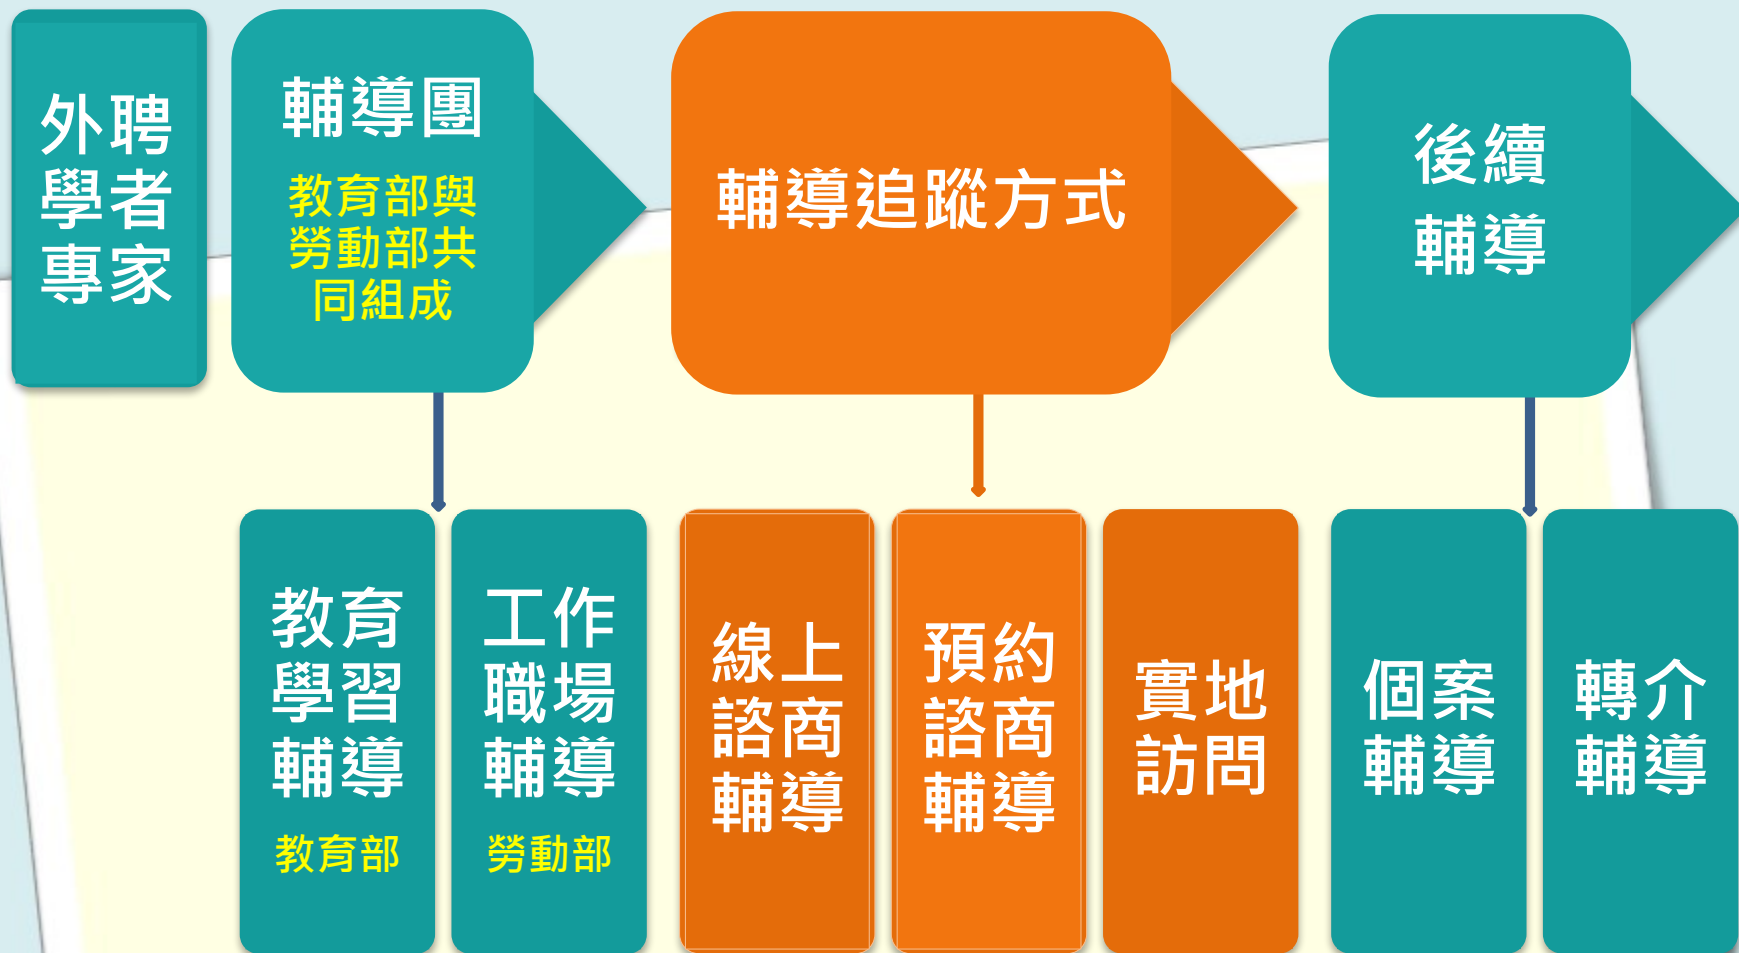 外聘
學者
專家
輔導團
教育部與
勞動部共
同組成
輔導追蹤方式
後續
輔導
教育
學習
輔導
教育部
工作
職場
輔導
勞動部
線上
諮商
輔導
預約
諮商
輔導
實地
訪問
個案
輔導
轉介
輔導